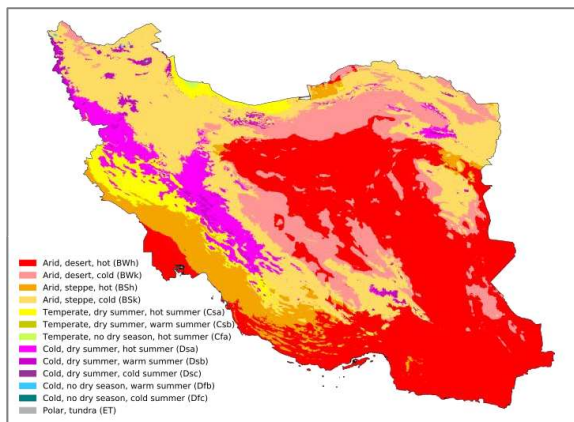 Arid, desert, hot (BWh)
Arid, desert, cold (BWk)
Arid, steppe, hot (BSh)
Arid, steppe, cold (BSk)
Temperate, dry summer, hot summer (Csa)
Temperate, dry summer, warm summer (Csb)
Temperate, no dry season, hot summer (Cfa)
Cold, dry summer, hot summer (Dsa)
Cold, dry summer, warm summer (Dsb)
Cold, dry summer, cold summer (Dsc)
Cold, no dry season, warm summer (Dfb)
Cold, no dry season, cold summer (Dfc)
Polar, tundra (ET)